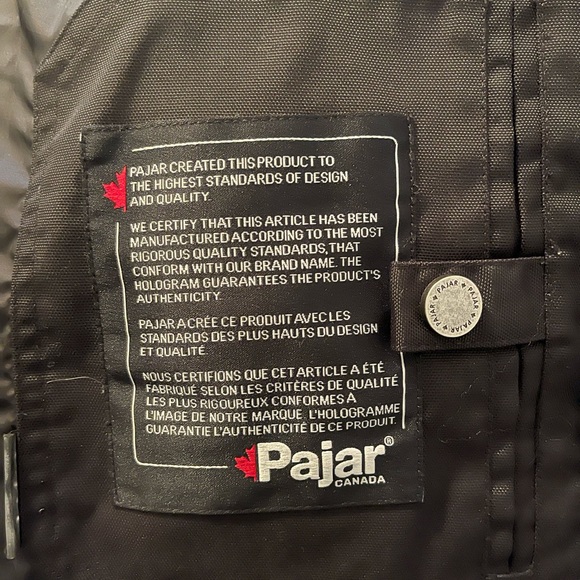 PAJAR CREATED THIS PRODUCT TO
THE HIGHEST STANDARDS OF DESIGN
AND QUALITY.
WE CERTIFY THAT THIS ARTICLE HAS BEEN
MANUFACTURED ACCORDING TO THE MOST
RIGOROUS QUALITY STANDARDS, THAT
CONFORM WITH OUR BRAND NAME. THE
HOLOGRAM GUARANTEES THE PRODUCT'S
AUTHENTICITY.
PAJAR A CRÉE CE PRODUIT AVEC LES
STANDARDS DES PLUS HAUTS DU DESIGN
ET QUALITÉ.
NOUS CERTIFIONS QUE CET ARTICLE A ÉTÉ
FABRIQUÉ SELON LES CRITÈRES DE QUALITÉ
LES PLUS RIGOUREUX CONFORMES A
L'IMAGE DE NOTRE MARQUE. L'HOLOGRAMME
GUARANTIE L'AUTHENTICITÉ DE CE PRODUIT.
Pajar®
CANADA
PAJAR ★ PAJAR ★ PAJAR ★